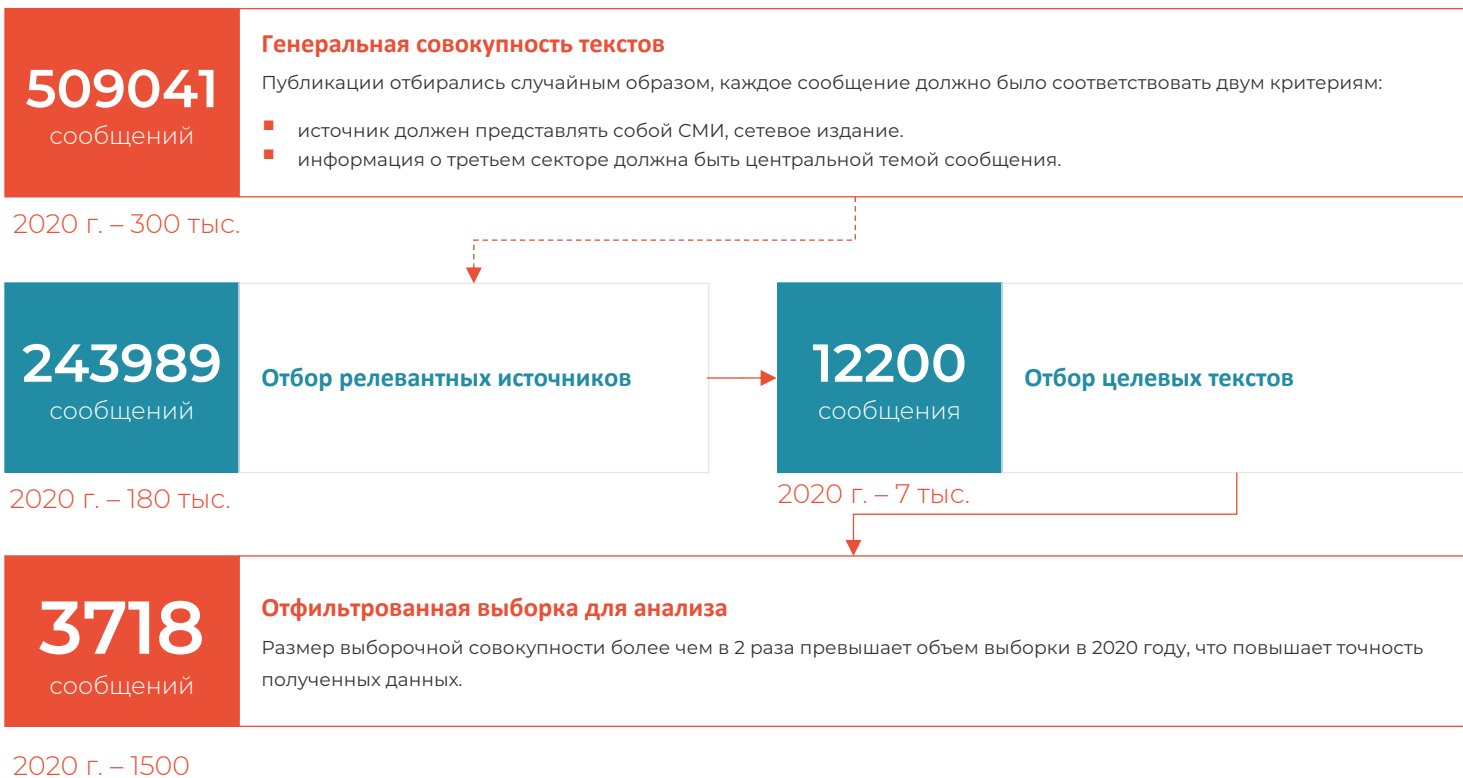 509041
сообщений
Генеральная совокупность текстов
Публикации отбирались случайным образом, каждое сообщение должно было соответствовать двум критериям:
источник должен представлять собой СМИ, сетевое издание.
информация о третьем секторе должна быть центральной темой сообщения.
2020 г. – 300 тыс.
243989
сообщений
Отбор релевантных источников
2020 г. – 180 тыс.
12200
сообщения
Отбор целевых текстов
2020 г. – 7 тыс.
3718
сообщений
Отфильтрованная выборка для анализа
Размер выборочной совокупности более чем в 2 раза превышает объем выборки в 2020 году, что повышает точность
полученных данных.
2020 г. – 1500